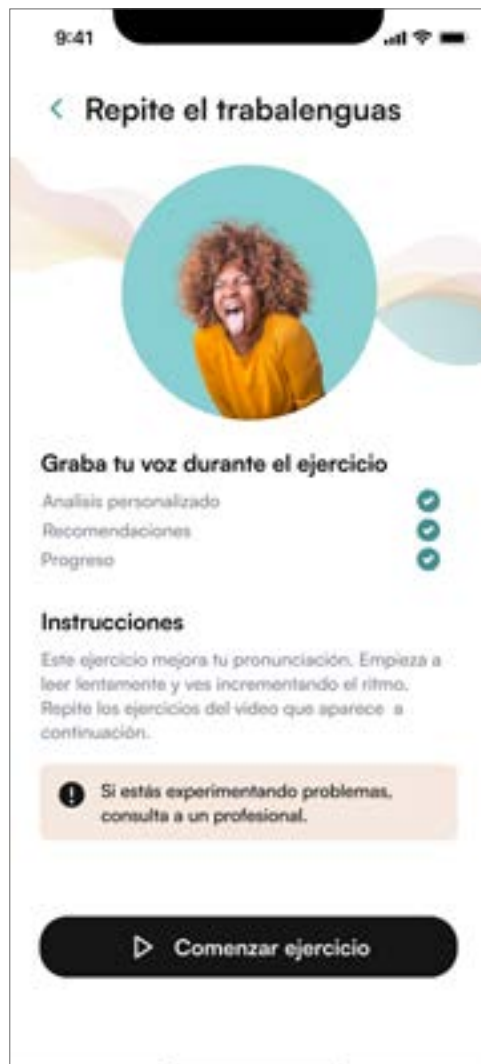 9:41
Repite el trabalenguas
Graba tu voz durante el ejercicio
Analisis personalizado
Recomendaciones
Progreso
Instrucciones
Este ejercicio mejora tu pronunciación. Empieza a
leer lentamente y ves incrementando el ritmo.
Repite los ejercicios del video que aparece a
continuación.
Si estás experimentando problemas,
consulta a un profesional.
Comenzar ejercicio